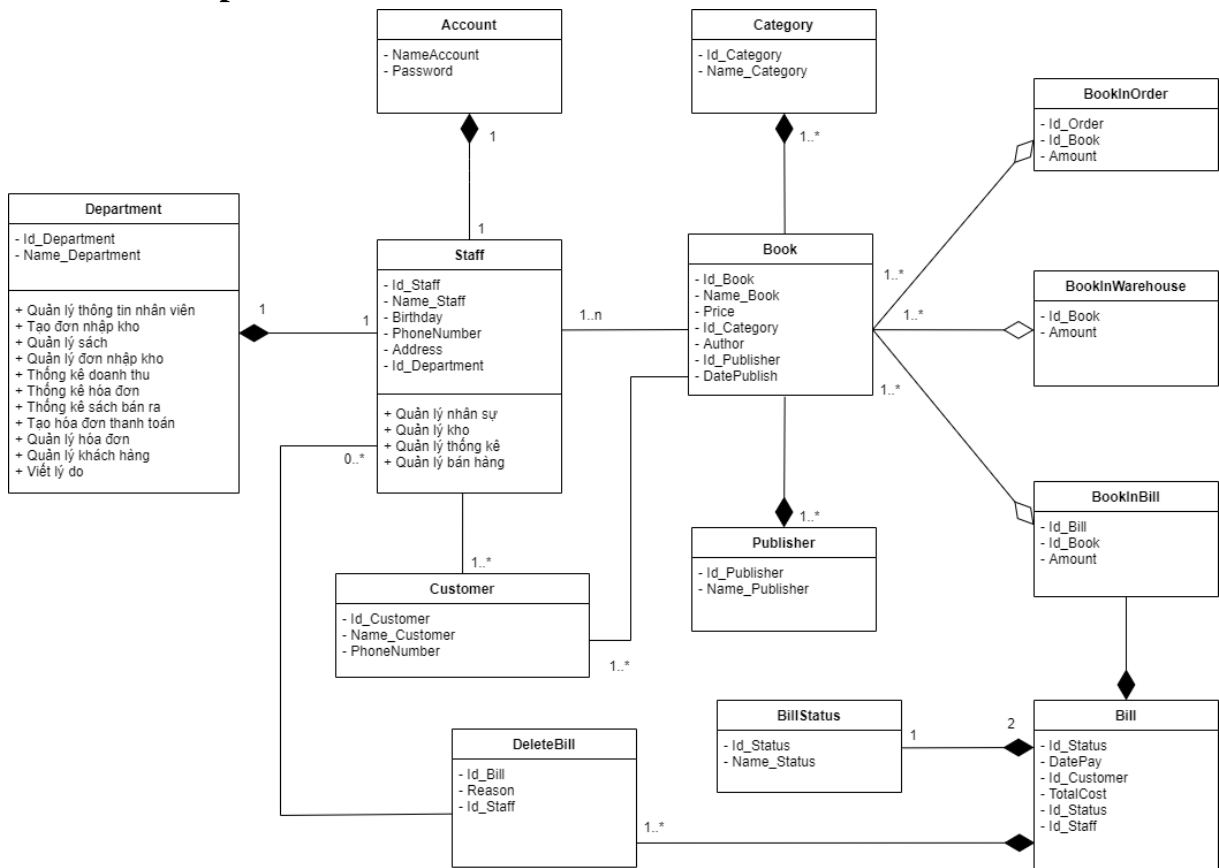 Account
- NameAccount
- Password
1
1
Category
- Id_Category
- Name_Category
1..*
BookInOrder
- Id_Order
- Id_Book
- Amount
1..*
Department
- Id_Department
- Name_Department
+ Quản lý thông tin nhân viên
+ Tạo đơn nhập kho
+ Quản lý sách
+ Quản lý đơn nhập kho
+ Thống kê doanh thu
+ Thống kê hóa đơn
+ Thống kê sách bán ra
+ Tạo hóa đơn thanh toán
+ Quản lý hóa đơn
+ Quản lý khách hàng
+ Viết lý do
1
1
Staff
- Id_Staff
- Name_Staff
- Birthday
- PhoneNumber
- Address
- Id_Department
+ Quản lý nhân sự
+ Quản lý kho
+ Quản lý thống kê
+ Quản lý bán hàng
1..n
0..*
1..*
Book
- Id_Book
- Name_Book
- Price
- Id_Category
- Author
- Id_Publisher
- DatePublish
BookInWarehouse
- Id_Book
- Amount
1..*
1..*
1..*
Publisher
- Id_Publisher
- Name_Publisher
BookInBill
- Id_Bill
- Id_Book
- Amount
Customer
- Id_Customer
- Name_Customer
- PhoneNumber
1..*
BillStatus
- Id_Status
- Name_Status
1
2
Bill
- Id_Status
- DatePay
- Id_Customer
- TotalCost
- Id_Status
- Id_Staff
DeleteBill
- Id_Bill
- Reason
- Id_Staff
1..*